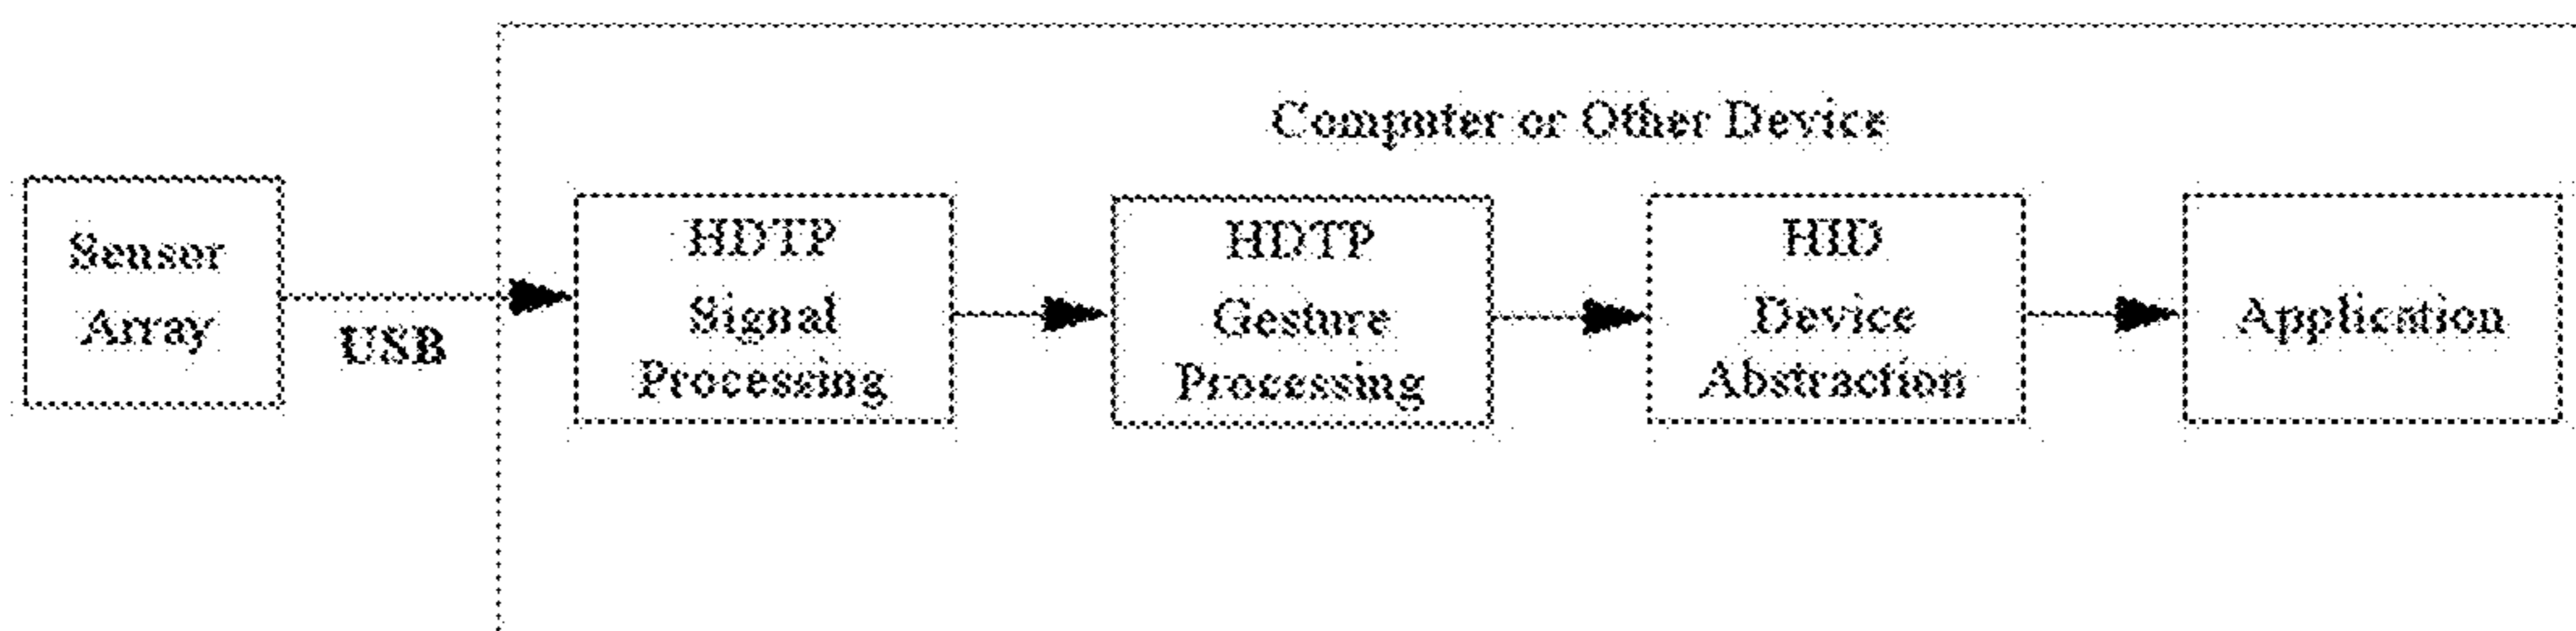 Computer or Other Device
Sensor
Array
USB
HDTP
Signal
Processing
HDTP
Gesture
Processing
HID
Device
Abstraction
Application